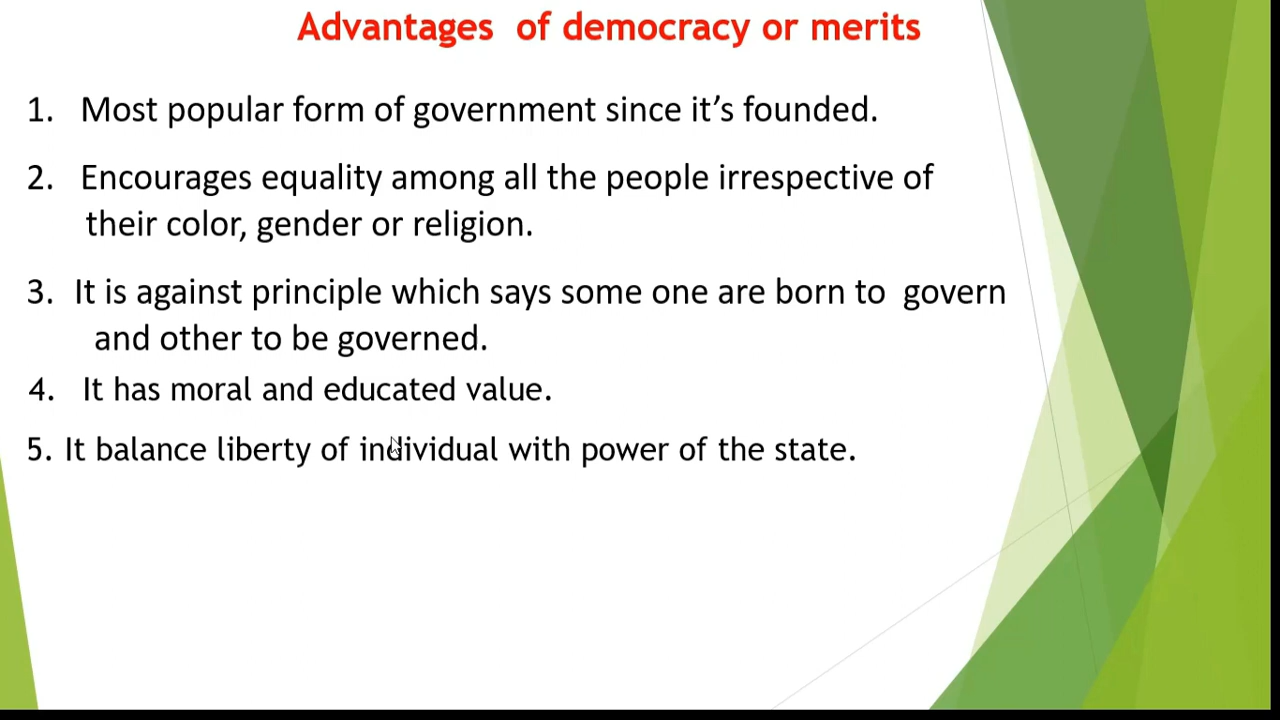 Advantages of democracy or merits
1. Most popular form of government since it’s founded.
2. Encourages equality among all the people irrespective of
their color, gender or religion.
3. It is against principle which says some one are born to govern
and other to be governed.
4. It has moral and educated value.
5. It balance liberty of individual with power of the state.